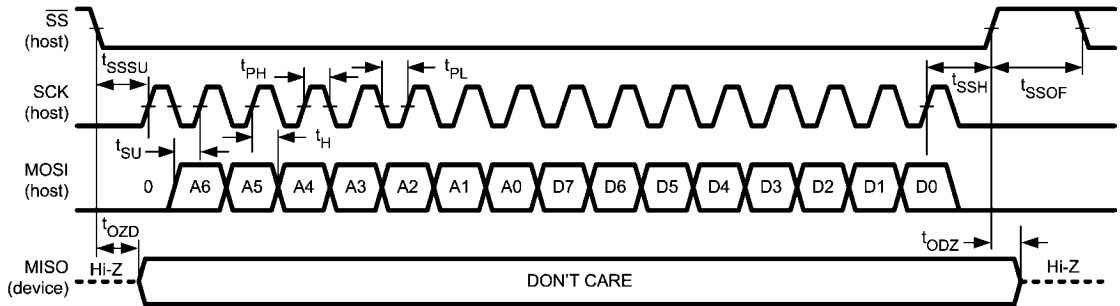 SS
(host)
tSSSU
tPH
tPL
tSSH
tSSOF
SCK
(host)
tSU
tH
MOSI
(host)
0 A6 A5 A4 A3 A2 A1 A0 D7 D6 D5 D4 D3 D2 D1 D0
tOZD
tODZ
MISO
(device)
Hi-Z
DON'T CARE
Hi-Z